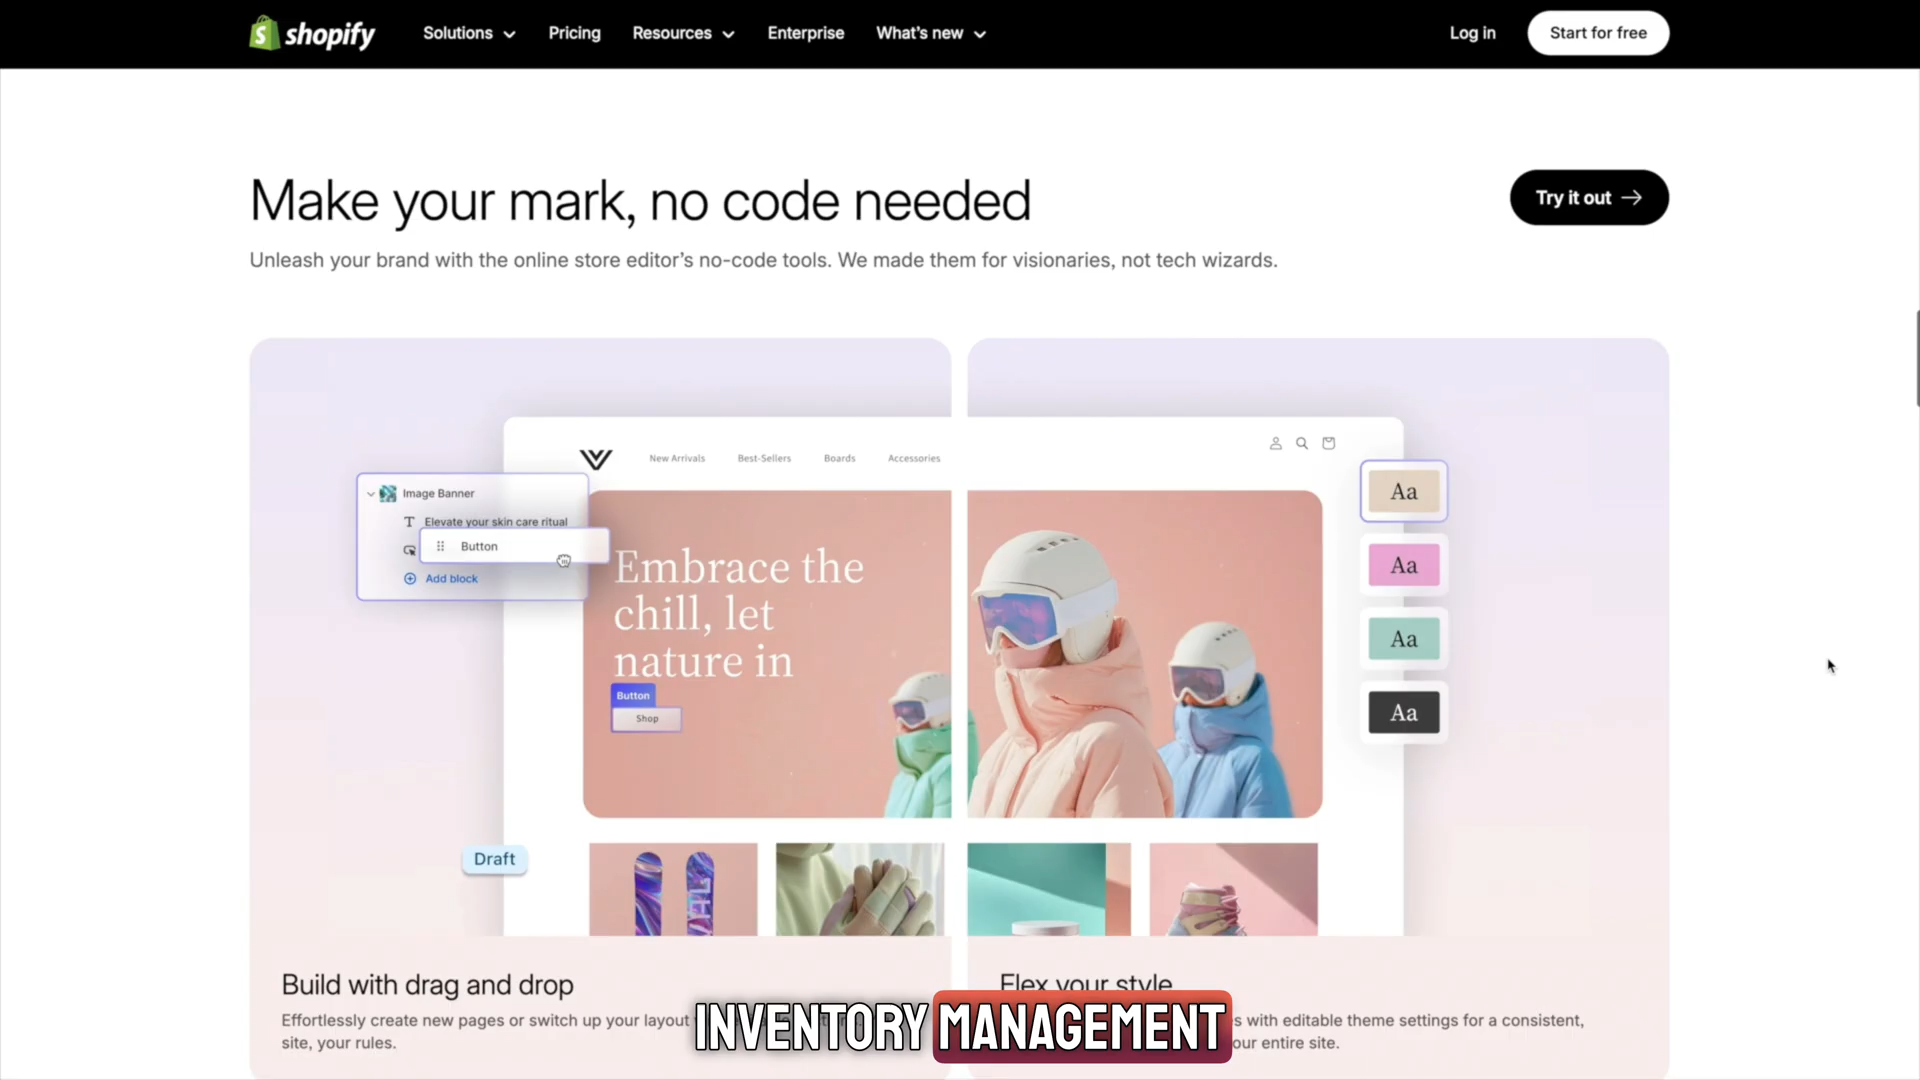 shopify
Solutions
Pricing
Resources
Enterprise
What's new
Log in
Start for free
Make your mark, no code needed
Try it out →
Unleash your brand with the online store editor's no-code tools. We made them for visionaries, not tech wizards.
New Arrivals
Best-Sellers
Boards
Accessories
Image Banner
Elevate your skin care ritual
Button
Add block
Embrace the
chill, let
nature in
Button
Shop
Aa
Aa
Aa
Aa
Draft
Build with drag and drop
Effortlessly create new pages or switch up your layout
site, your rules.
Flex your style
s with editable theme settings for a consistent,
our entire site.
INVENTORY MANAGEMENT